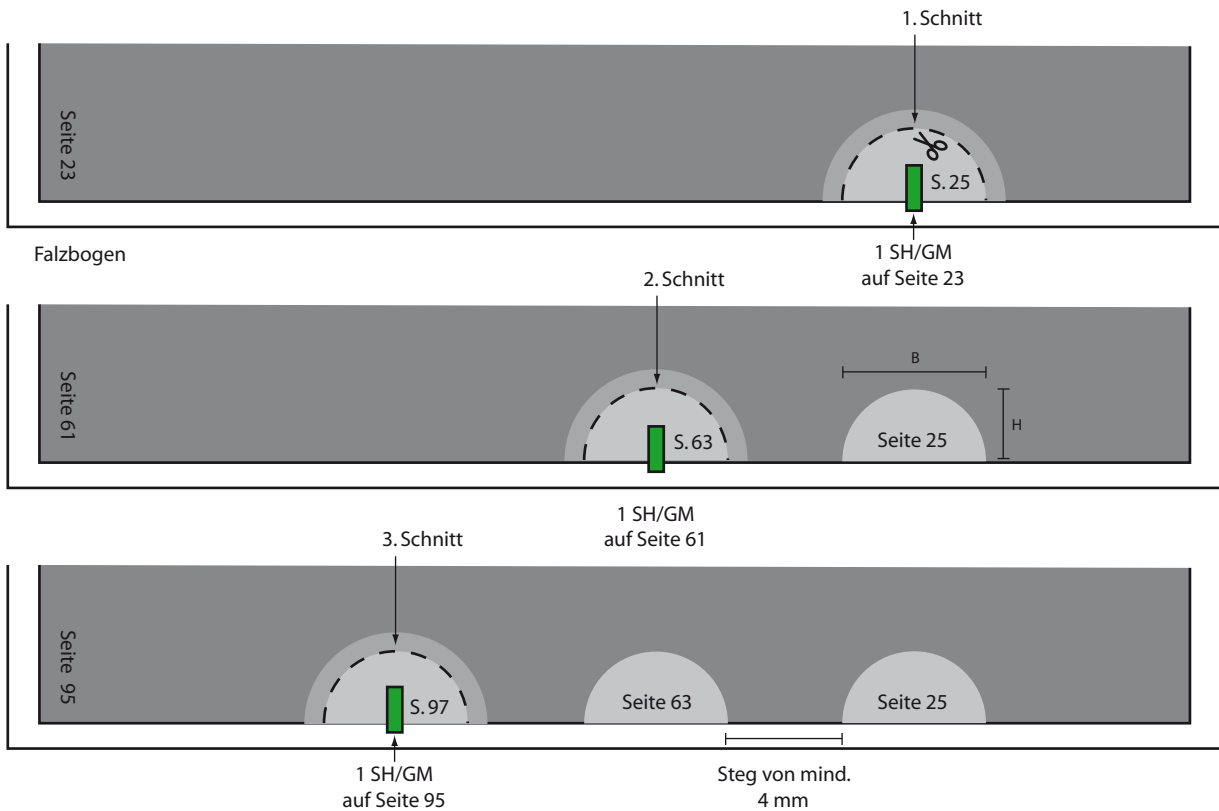 1. Schnitt
Seite 23
S. 25
Falzbogen
1 SH/GM
auf Seite 23
2. Schnitt
B
Seite 61
S. 63
Seite 25
H
1 SH/GM
auf Seite 61
3. Schnitt
Seite 95
S. 97
Seite 63
Seite 25
1 SH/GM
auf Seite 95
Steg von mind.
4 mm